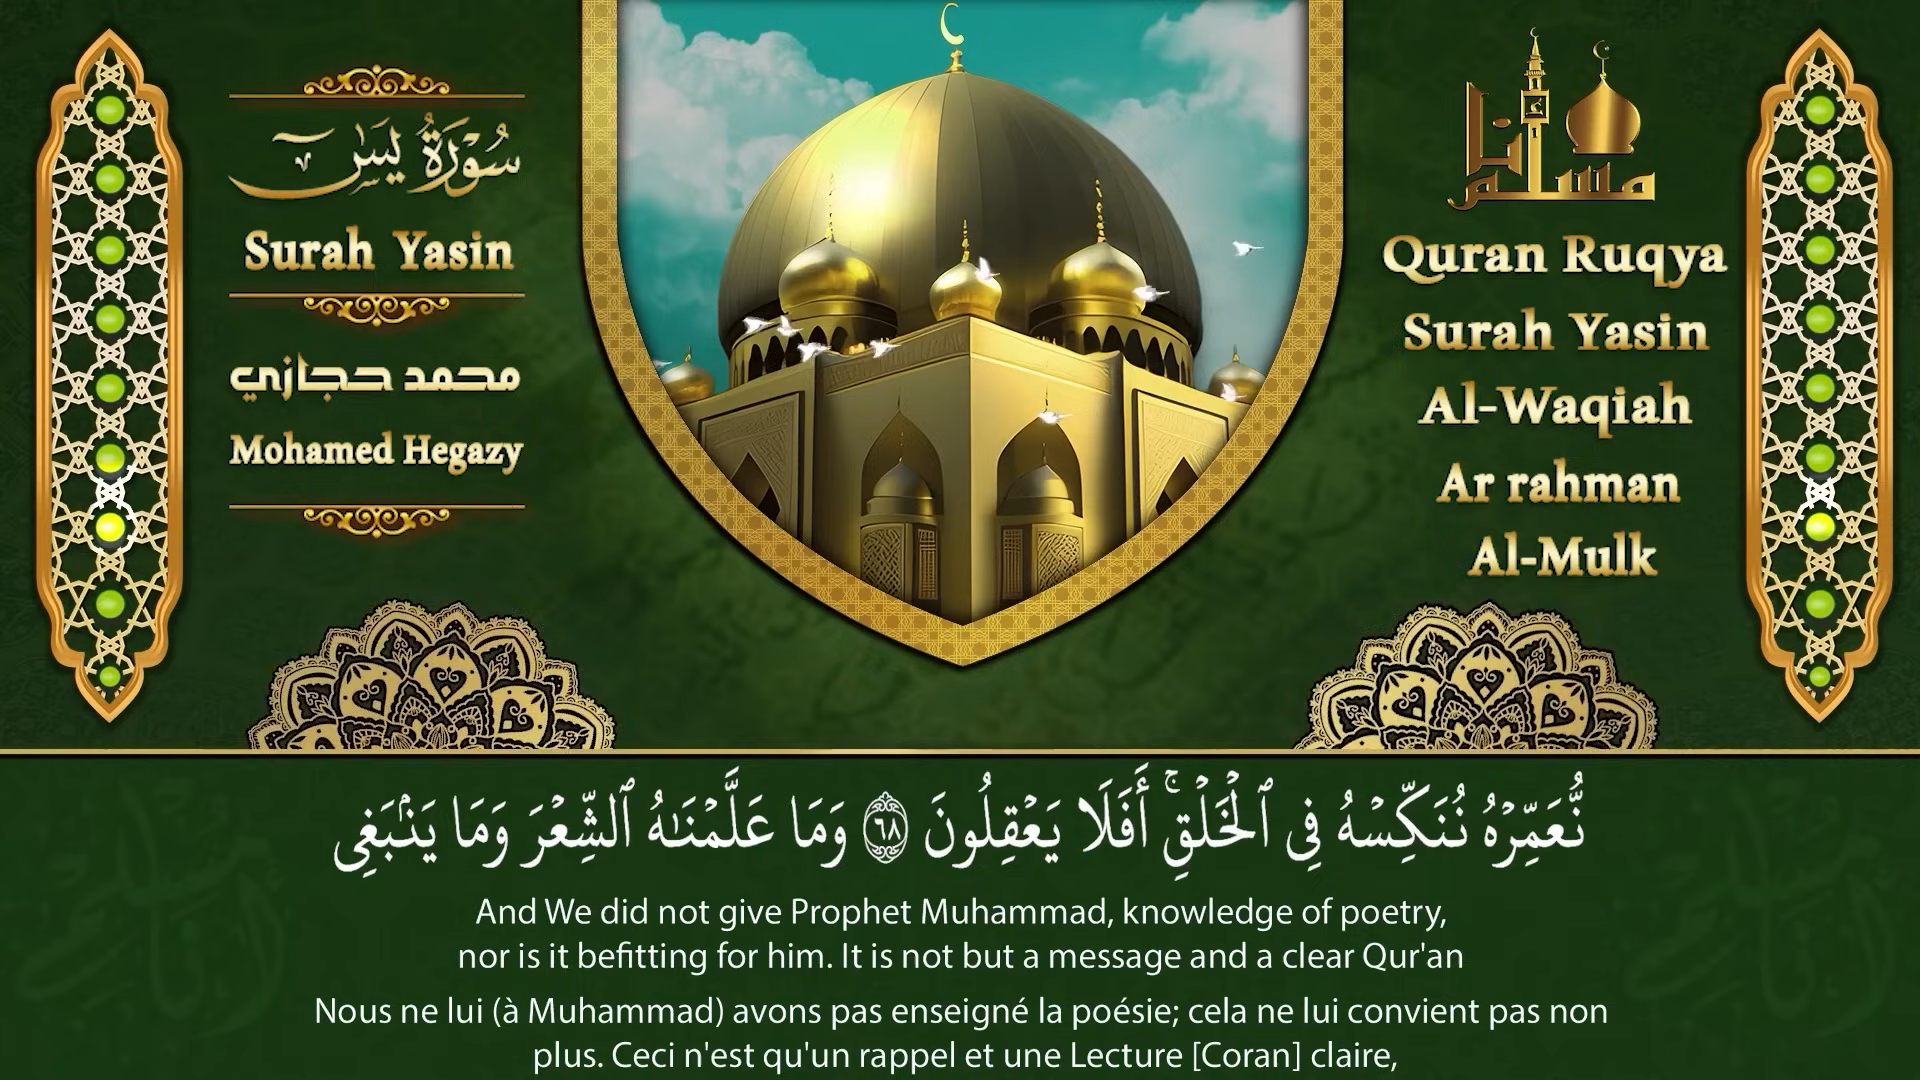 سُورَةُ يسٓ
Surah Yasin
محمد حجازي
Mohamed Hegazy
أنا
مسلم
Quran Ruqya
Surah Yasin
Al-Waqiah
Ar rahman
Al-Mulk
نُّعَمِّرْهُ نُنَكِّسْهُ فِى ٱلْخَلْقِ ۚ أَفَلَا يَعْقِلُونَ ٦٨ وَمَا عَلَّمْنَـٰهُ ٱلشِّعْرَ وَمَا يَنۢبَغِى
And We did not give Prophet Muhammad, knowledge of poetry,
nor is it befitting for him. It is not but a message and a clear Qur'an
Nous ne lui (à Muhammad) avons pas enseigné la poésie; cela ne lui convient pas non
plus. Ceci n'est qu'un rappel et une Lecture [Coran] claire,